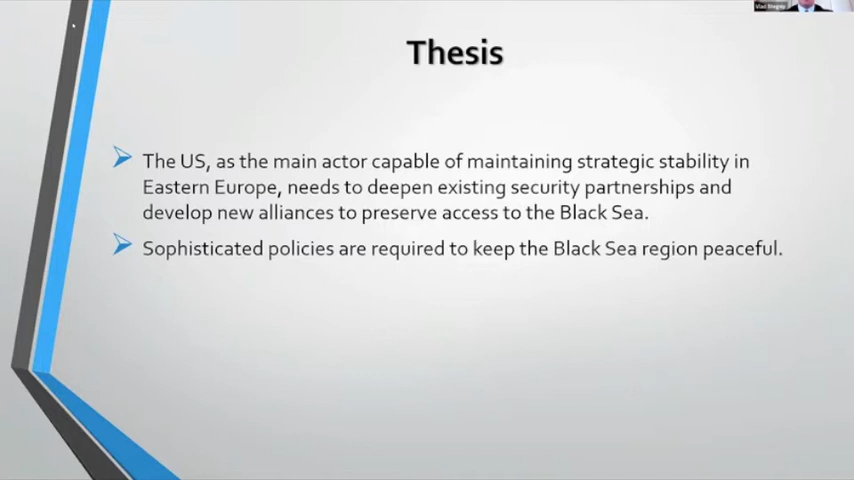 Thesis
The US, as the main actor capable of maintaining strategic stability in
Eastern Europe, needs to deepen existing security partnerships and
develop new alliances to preserve access to the Black Sea.
Sophisticated policies are required to keep the Black Sea region peaceful.